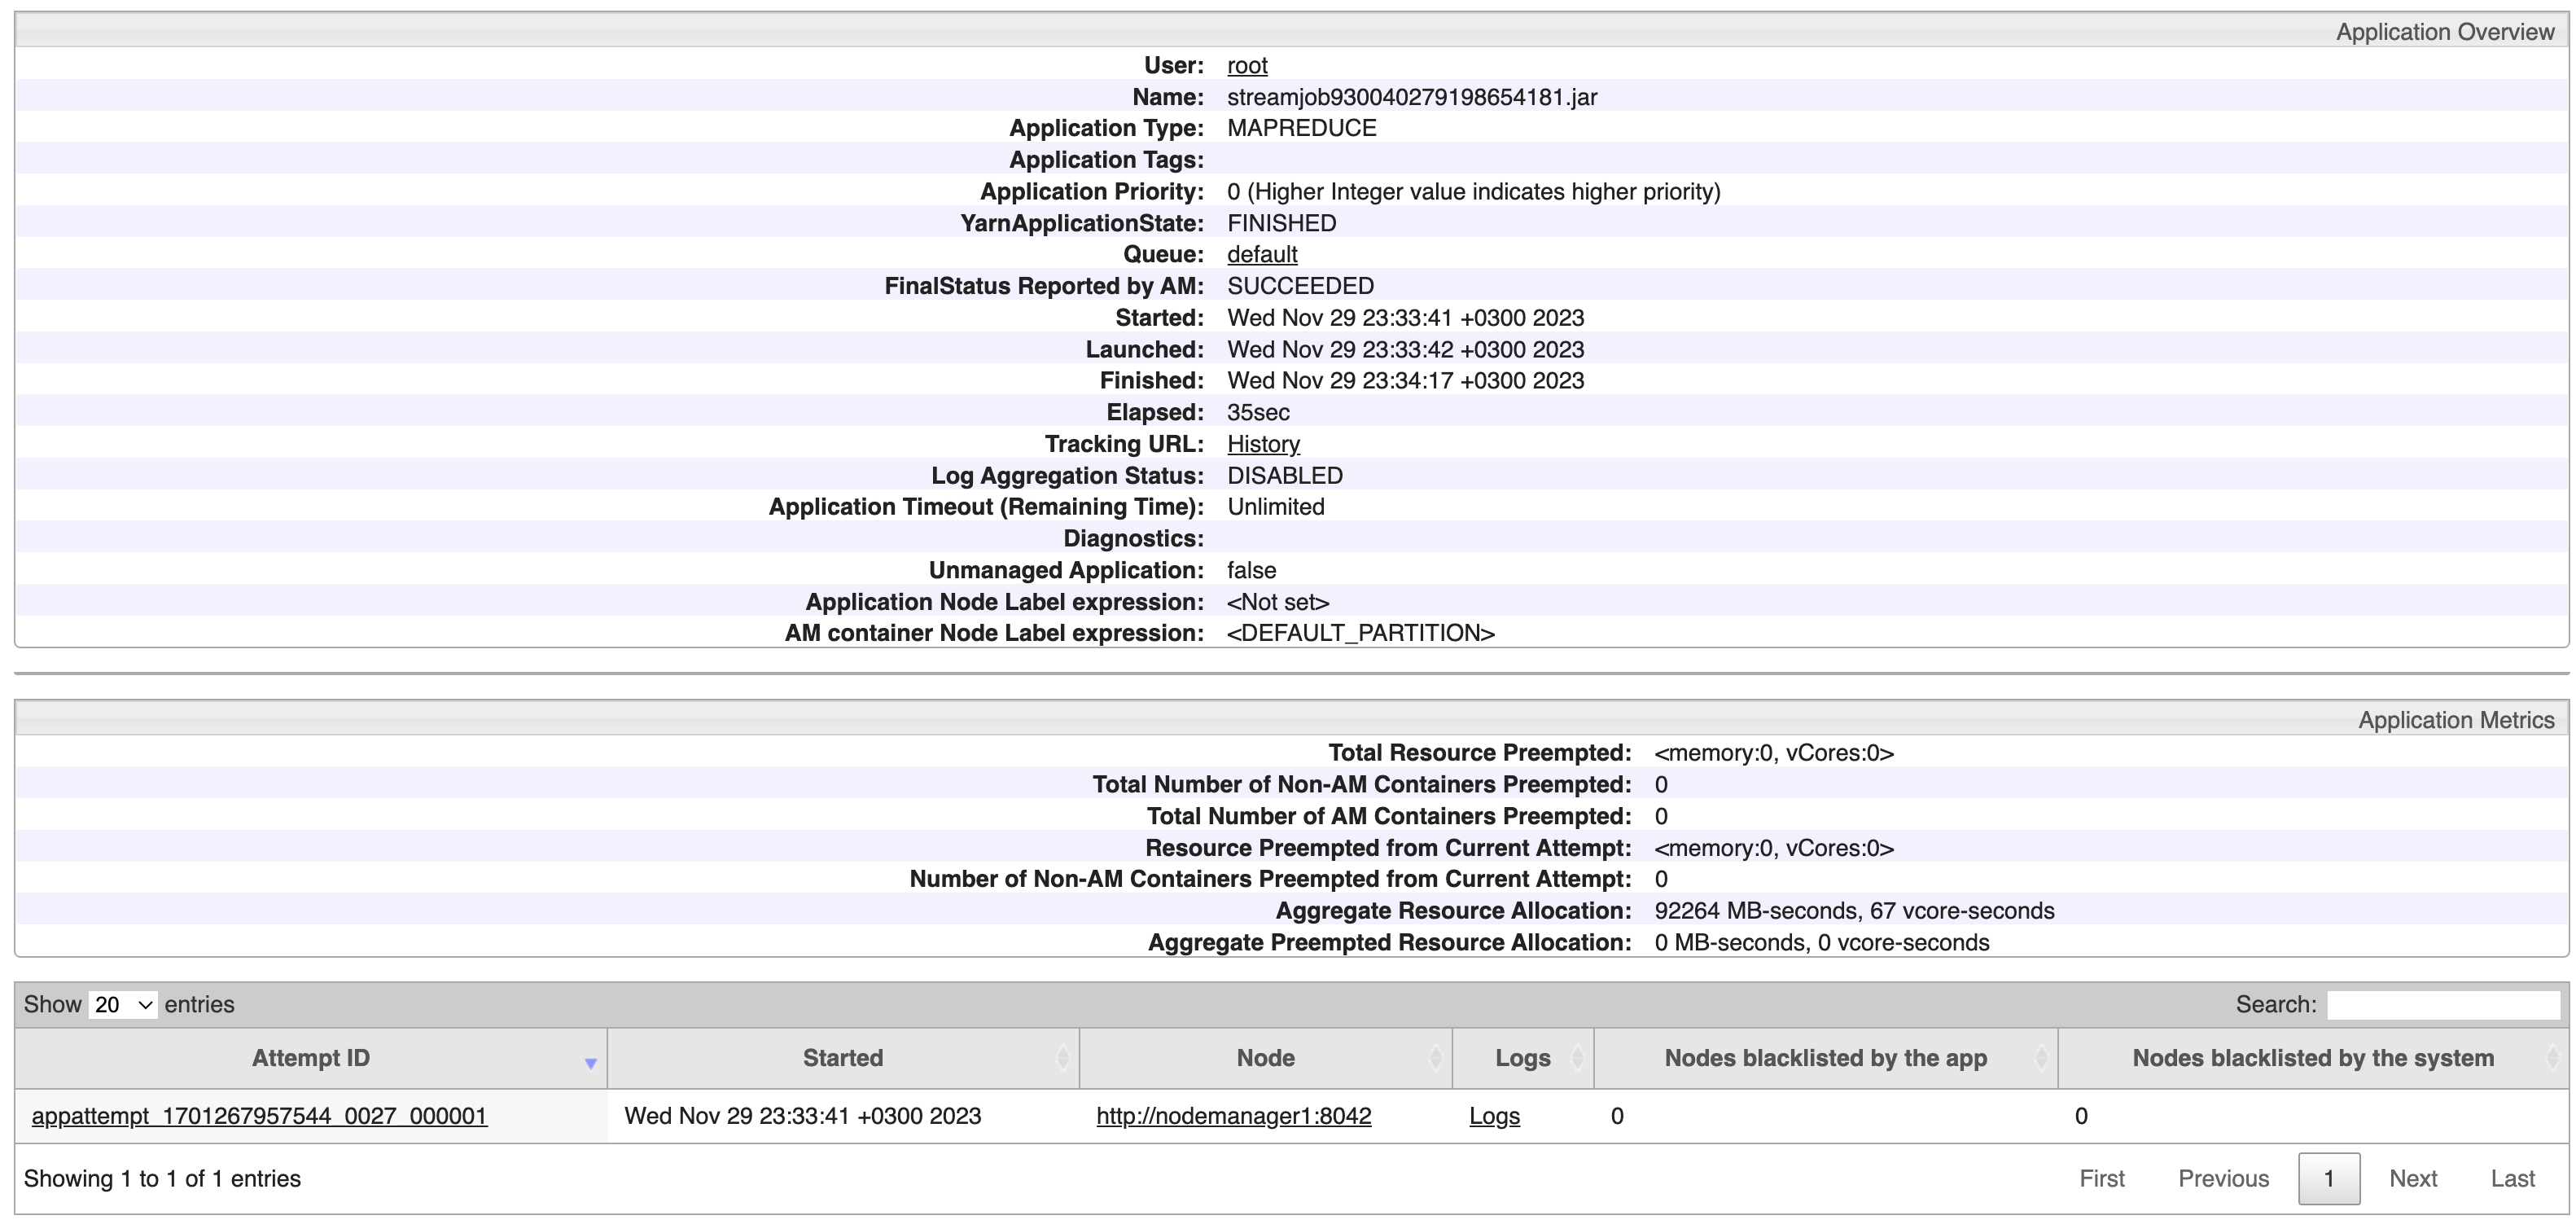 Application Overview
User: root
Name: streamjob930040279198654181.jar
Application Type: MAPREDUCE
Application Tags:
Application Priority: 0 (Higher Integer value indicates higher priority)
YarnApplicationState: FINISHED
Queue: default
FinalStatus Reported by AM: SUCCEEDED
Started: Wed Nov 29 23:33:41 +0300 2023
Launched: Wed Nov 29 23:33:42 +0300 2023
Finished: Wed Nov 29 23:34:17 +0300 2023
Elapsed: 35sec
Tracking URL: History
Log Aggregation Status: DISABLED
Application Timeout (Remaining Time): Unlimited
Diagnostics:
Unmanaged Application: false
Application Node Label expression: <Not set>
AM container Node Label expression: <DEFAULT_PARTITION>
Application Metrics
Total Resource Preempted: <memory:0, vCores:0>
Total Number of Non-AM Containers Preempted: 0
Total Number of AM Containers Preempted: 0
Resource Preempted from Current Attempt: <memory:0, vCores:0>
Number of Non-AM Containers Preempted from Current Attempt: 0
Aggregate Resource Allocation: 92264 MB-seconds, 67 vcore-seconds
Aggregate Preempted Resource Allocation: 0 MB-seconds, 0 vcore-seconds
Show 20 entries Search:
Attempt ID Started Node Logs Nodes blacklisted by the app Nodes blacklisted by the system
appattempt_1701267957544_0027_000001 Wed Nov 29 23:33:41 +0300 2023 http://nodemanager1:8042 Logs 0 0
Showing 1 to 1 of 1 entries First Previous 1 Next Last